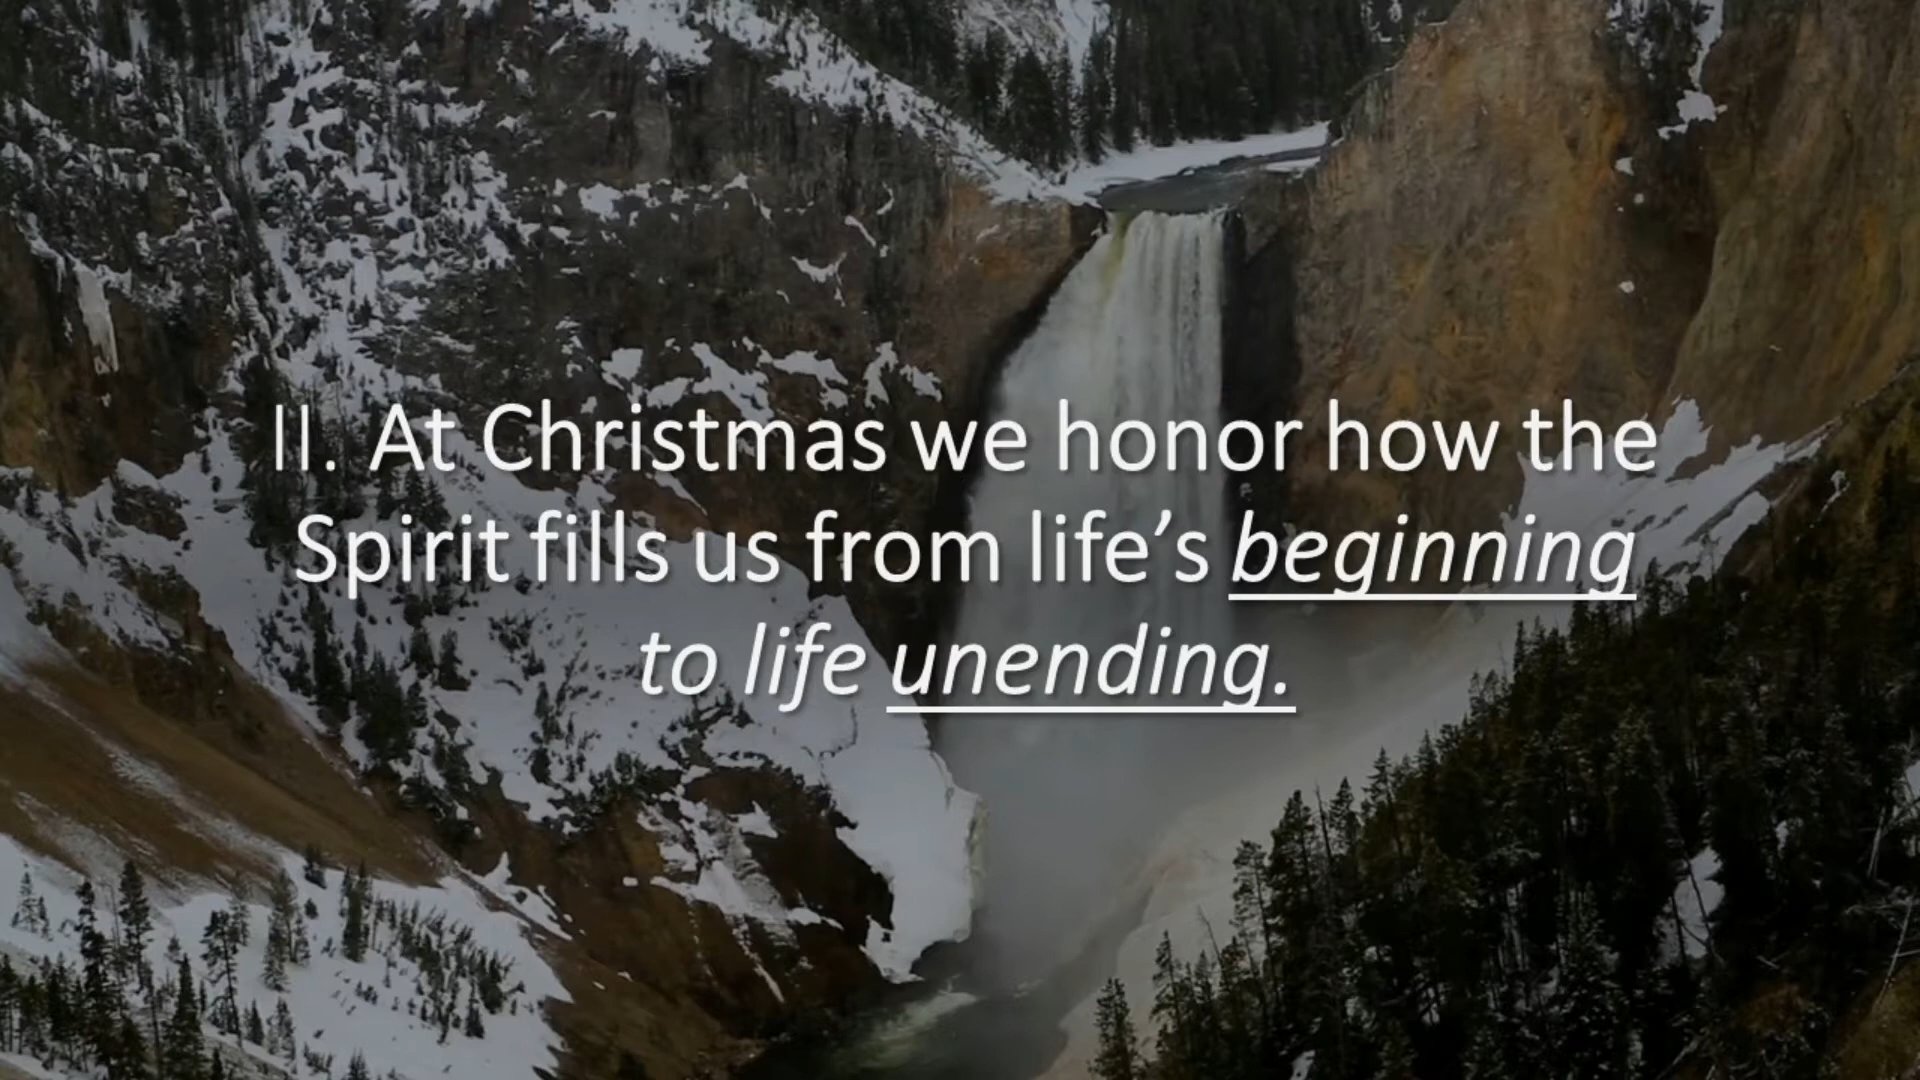 II. At Christmas we honor how the
Spirit fills us from life’s beginning
to life unending.